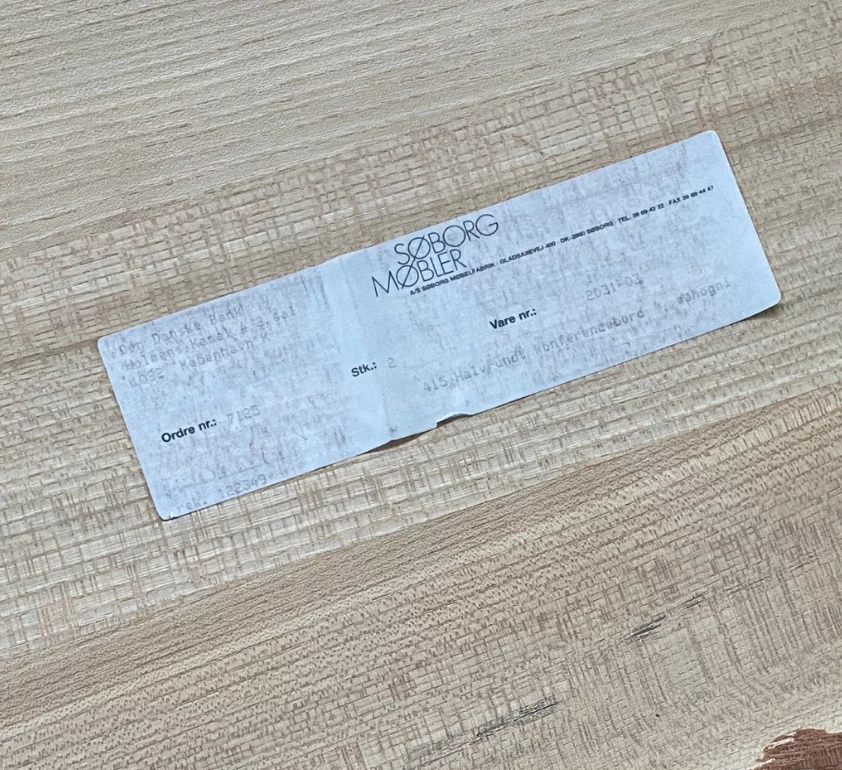 SØBORG
MØBLER
A/S SØBORG MØBELFABRIK · GLADSAXEVEJ 400 · DK-2860 SØBORG · TEL. 39 69 42 22 · FAX 39 69 44 47
Den Danske Bank
Holmens Kanal
1092 København K
Stk.: 2
Vare nr.: 2031-03
415 Halvrundt konferencebord mahogni
Ordre nr.: 7125
122349